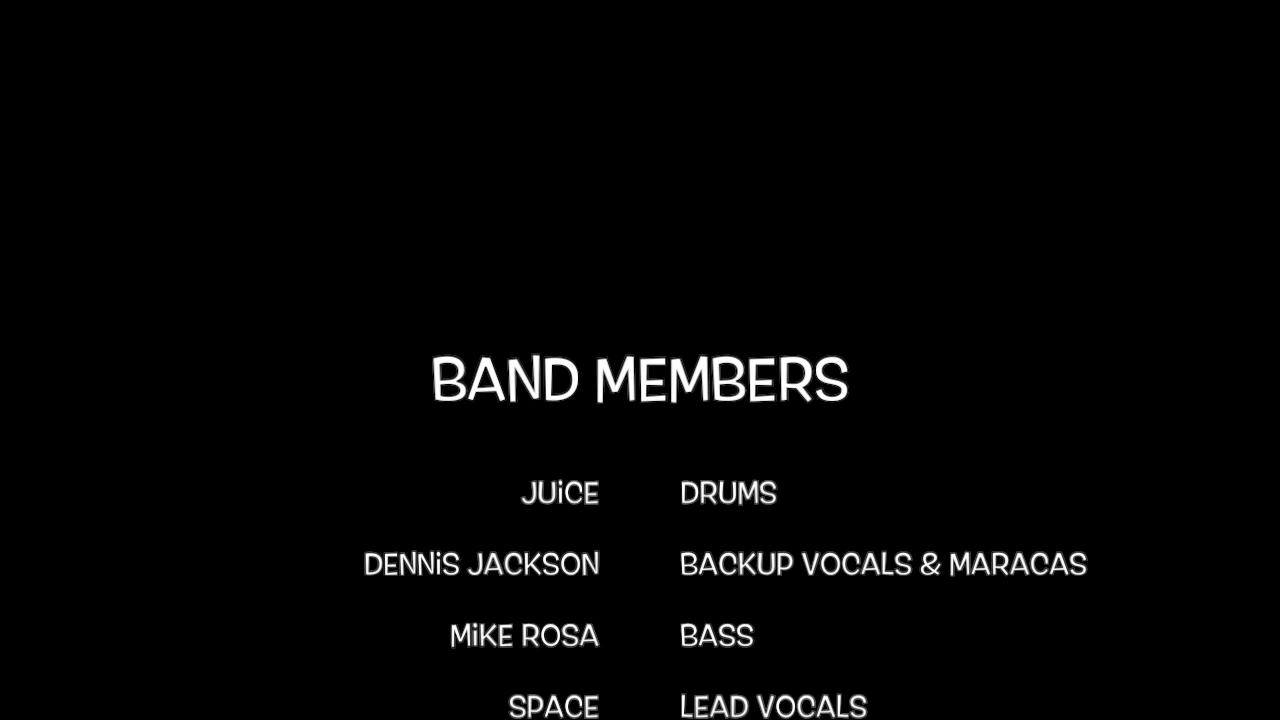 BAND MEMBERS
JUiCE DRUMS
DENNiS JACKSON BACKUP VOCALS & MARACAS
MiKE ROSA BASS
SPACE LEAD VOCALS